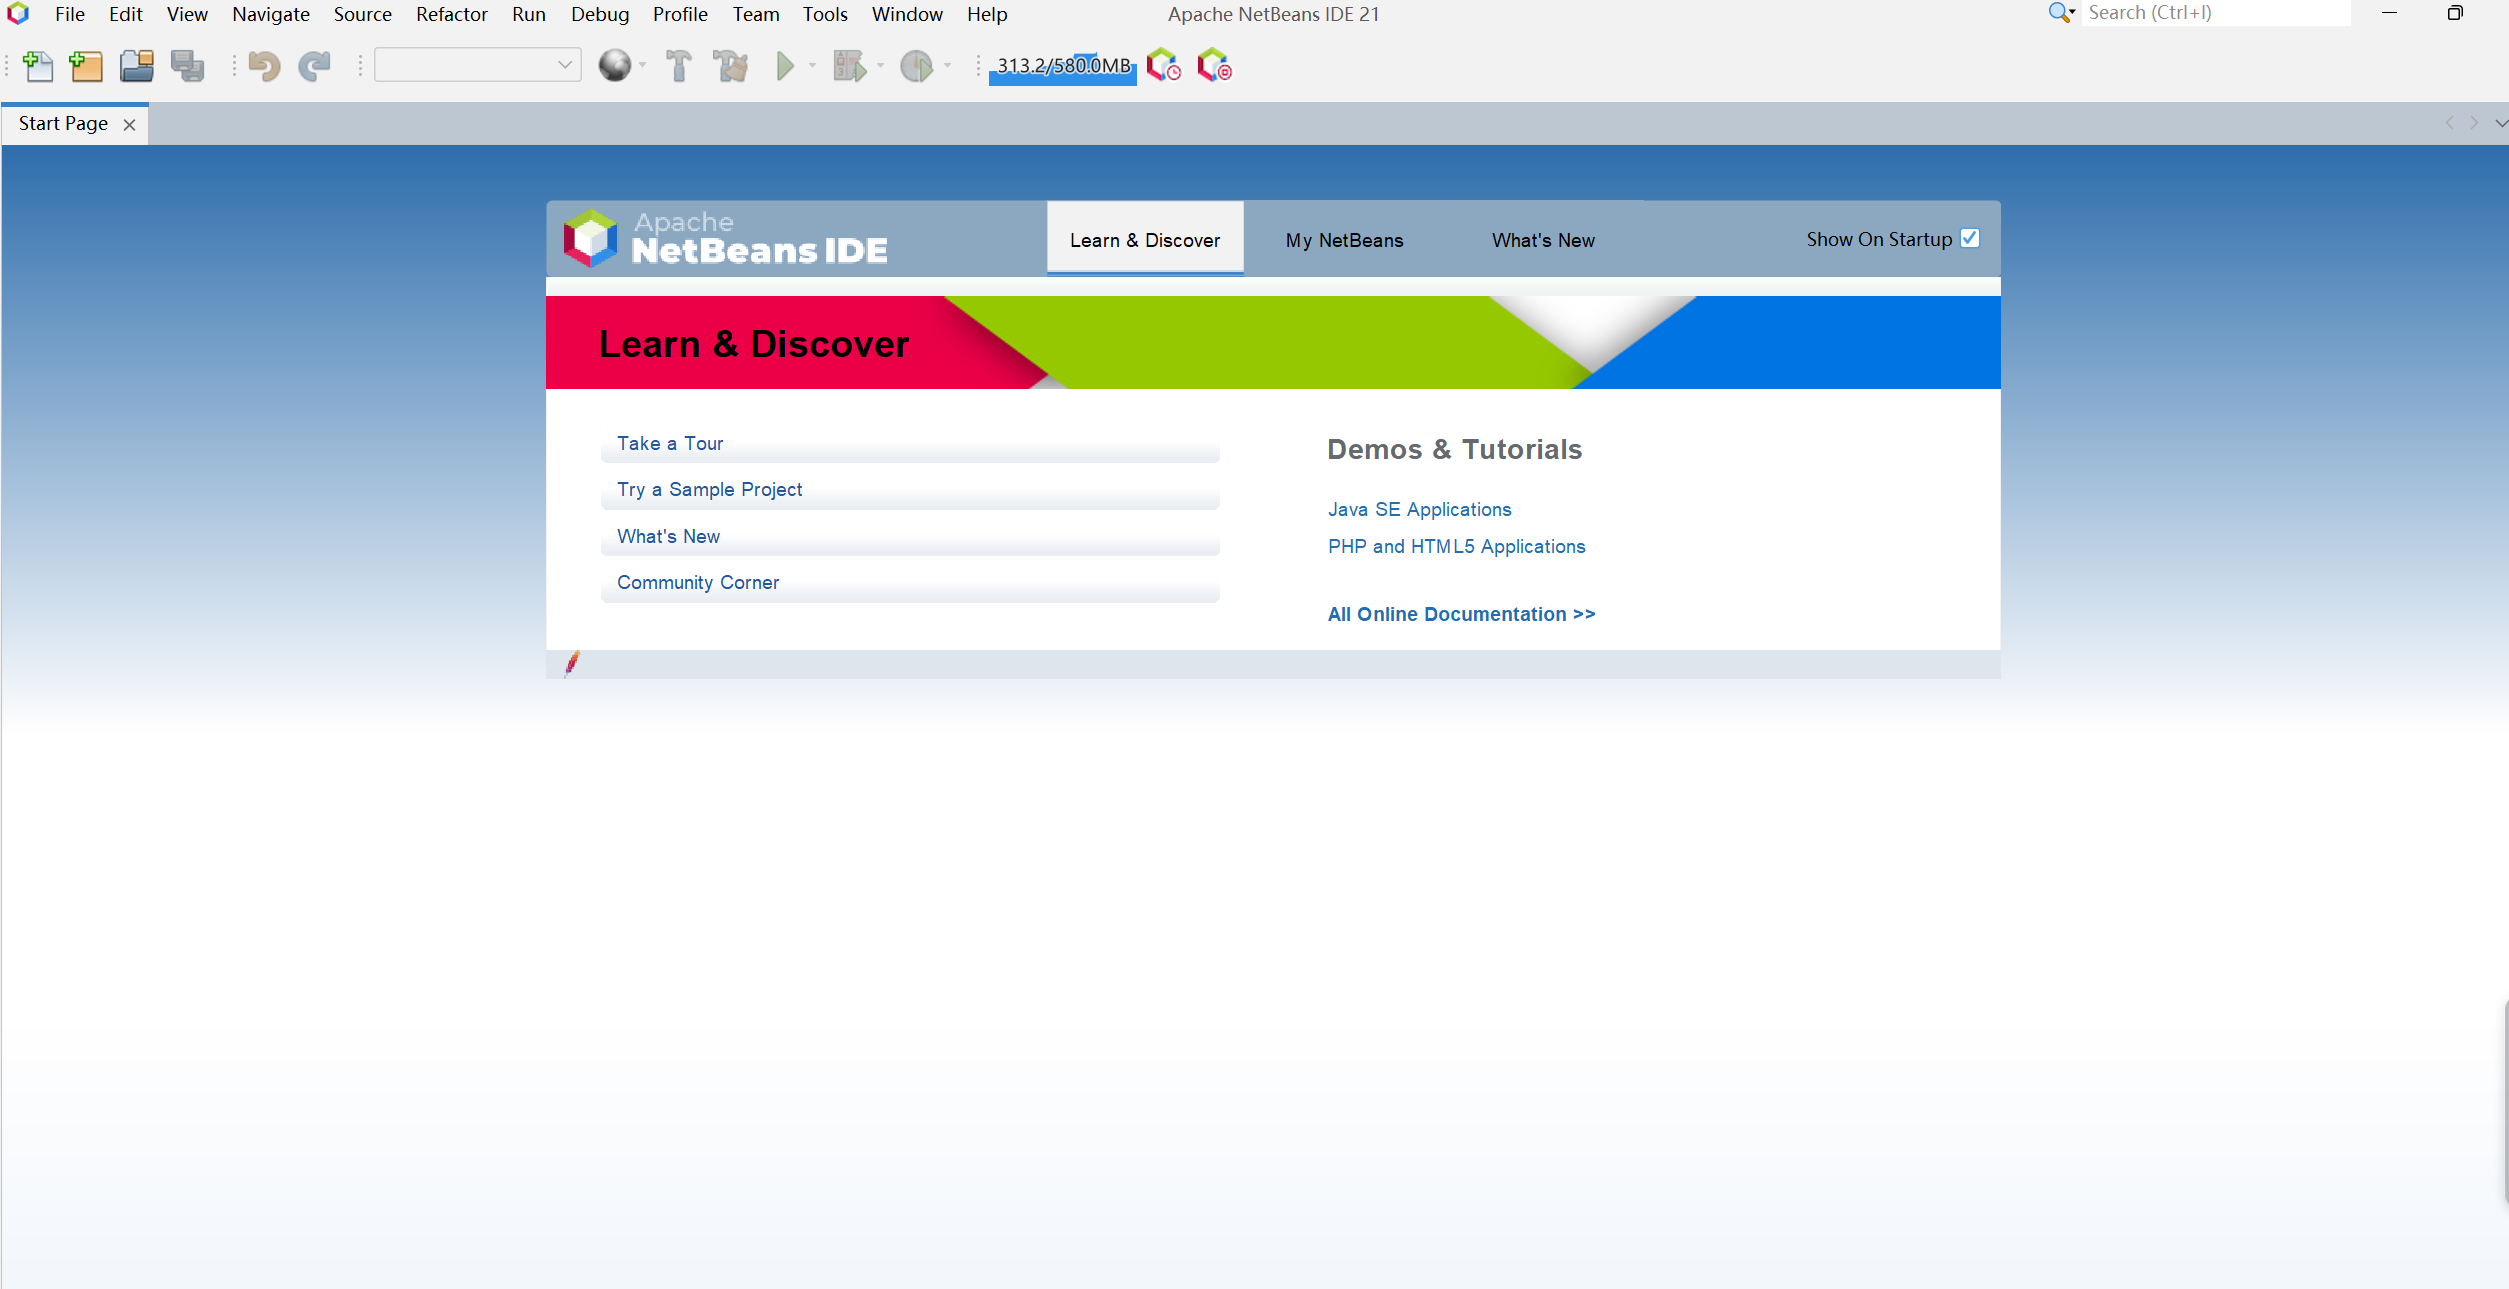 File Edit View Navigate Source Refactor Run Debug Profile Team Tools Window Help Apache NetBeans IDE 21 Search (Ctrl+I)
313.2/580.0MB
Start Page
Apache
NetBeans IDE
Learn & Discover My NetBeans What's New Show On Startup
Learn & Discover
Take a Tour
Try a Sample Project
What's New
Community Corner
Demos & Tutorials
Java SE Applications
PHP and HTML5 Applications
All Online Documentation >>